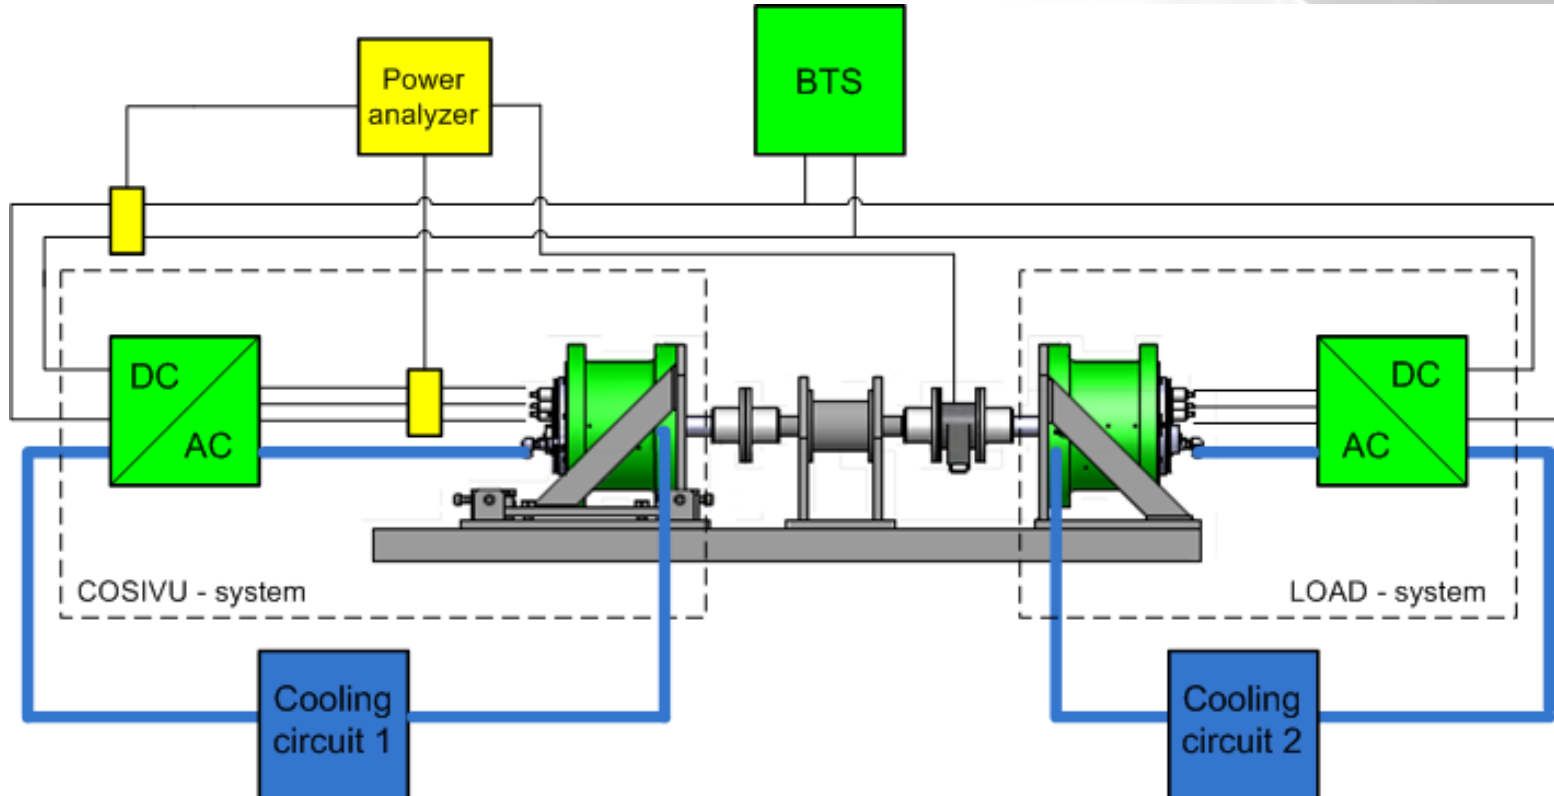 Power
analyzer
BTS
DC
AC
DC
AC
COSIVU - system
LOAD - system
Cooling
circuit 1
Cooling
circuit 2